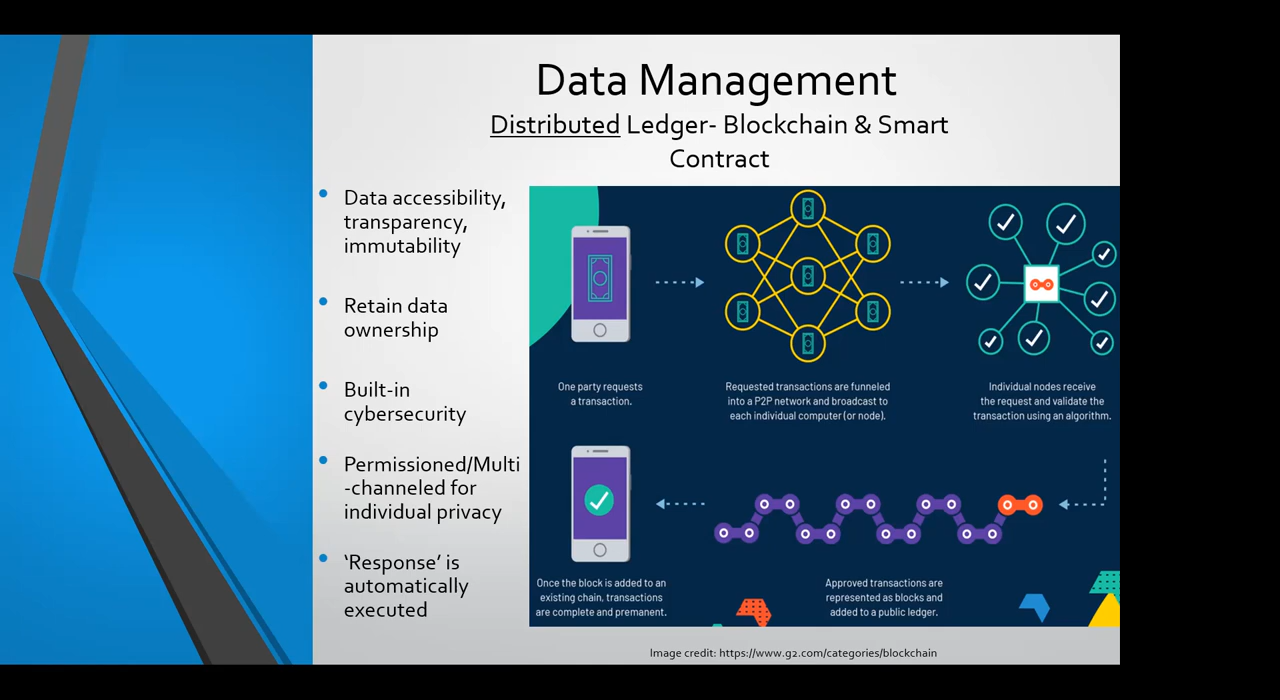 Data Management
Distributed Ledger- Blockchain & Smart
Contract
Data accessibility,
transparency,
immutability
Retain data
ownership
Built-in
cybersecurity
Permissioned/Multi
-channeled for
individual privacy
‘Response’ is
automatically
executed
One party requests
a transaction.
Requested transactions are funneled
into a P2P network and broadcast to
each individual computer (or node).
Individual nodes receive
the request and validate the
transaction using an algorithm.
Once the block is added to an
existing chain, transactions
are complete and premanent.
Approved transactions are
represented as blocks and
added to a public ledger.
Image credit: https://www.g2.com/categories/blockchain